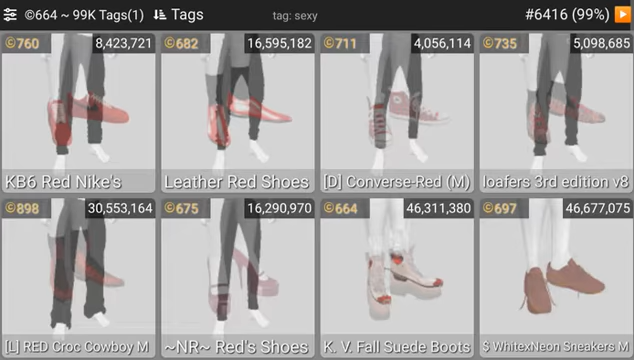 ©664 ~ 99K Tags(1) Tags tag: sexy #6416 (99%)
©760 8,423,721 ©682 16,595,182 ©711 4,056,114 ©735 5,098,685
KB6 Red Nike's Leather Red Shoes [D] Converse-Red (M) loafers 3rd edition v8
©898 30,553,164 ©675 16,290,970 ©664 46,311,380 ©697 46,677,075
[L] RED Croc Cowboy M ~NR~ Red's Shoes K. V. Fall Suede Boots $ WhitexNeon Sneakers M